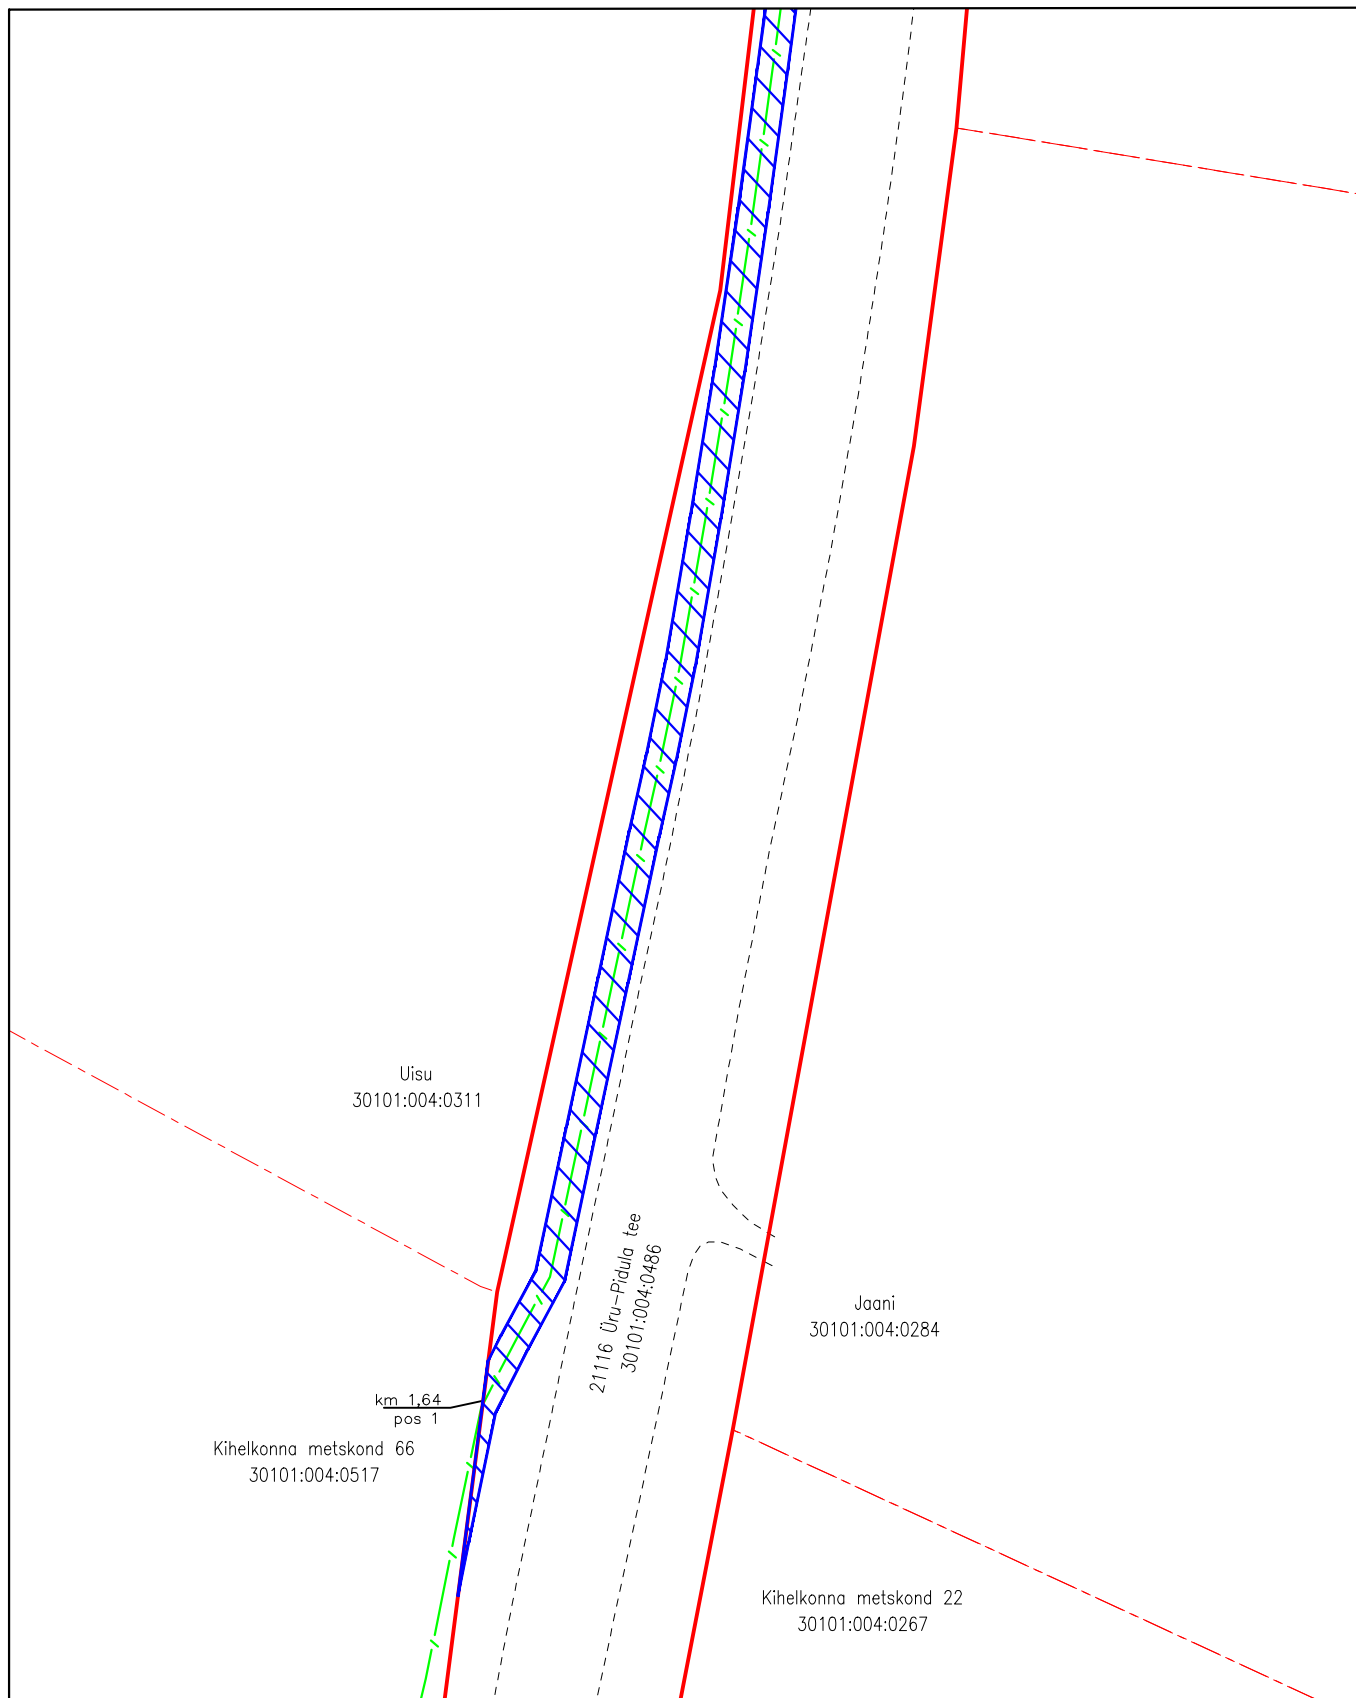 Uisu
30101:004:0311
21116 Üru-Pidula tee
30101:004:0486
Jaani
30101:004:0284
km 1,64
pos 1
Kihelkonna metskond 66
30101:004:0517
Kihelkonna metskond 22
30101:004:0267